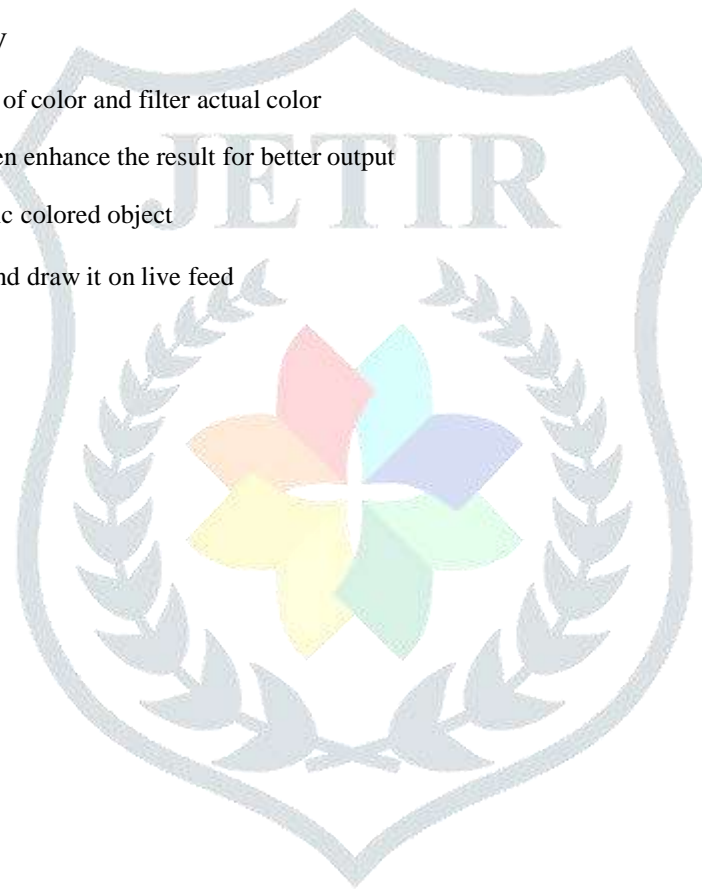 y
of color and filter actual color
en enhance the result for better output
ic colored object
nd draw it on live feed
JETIR